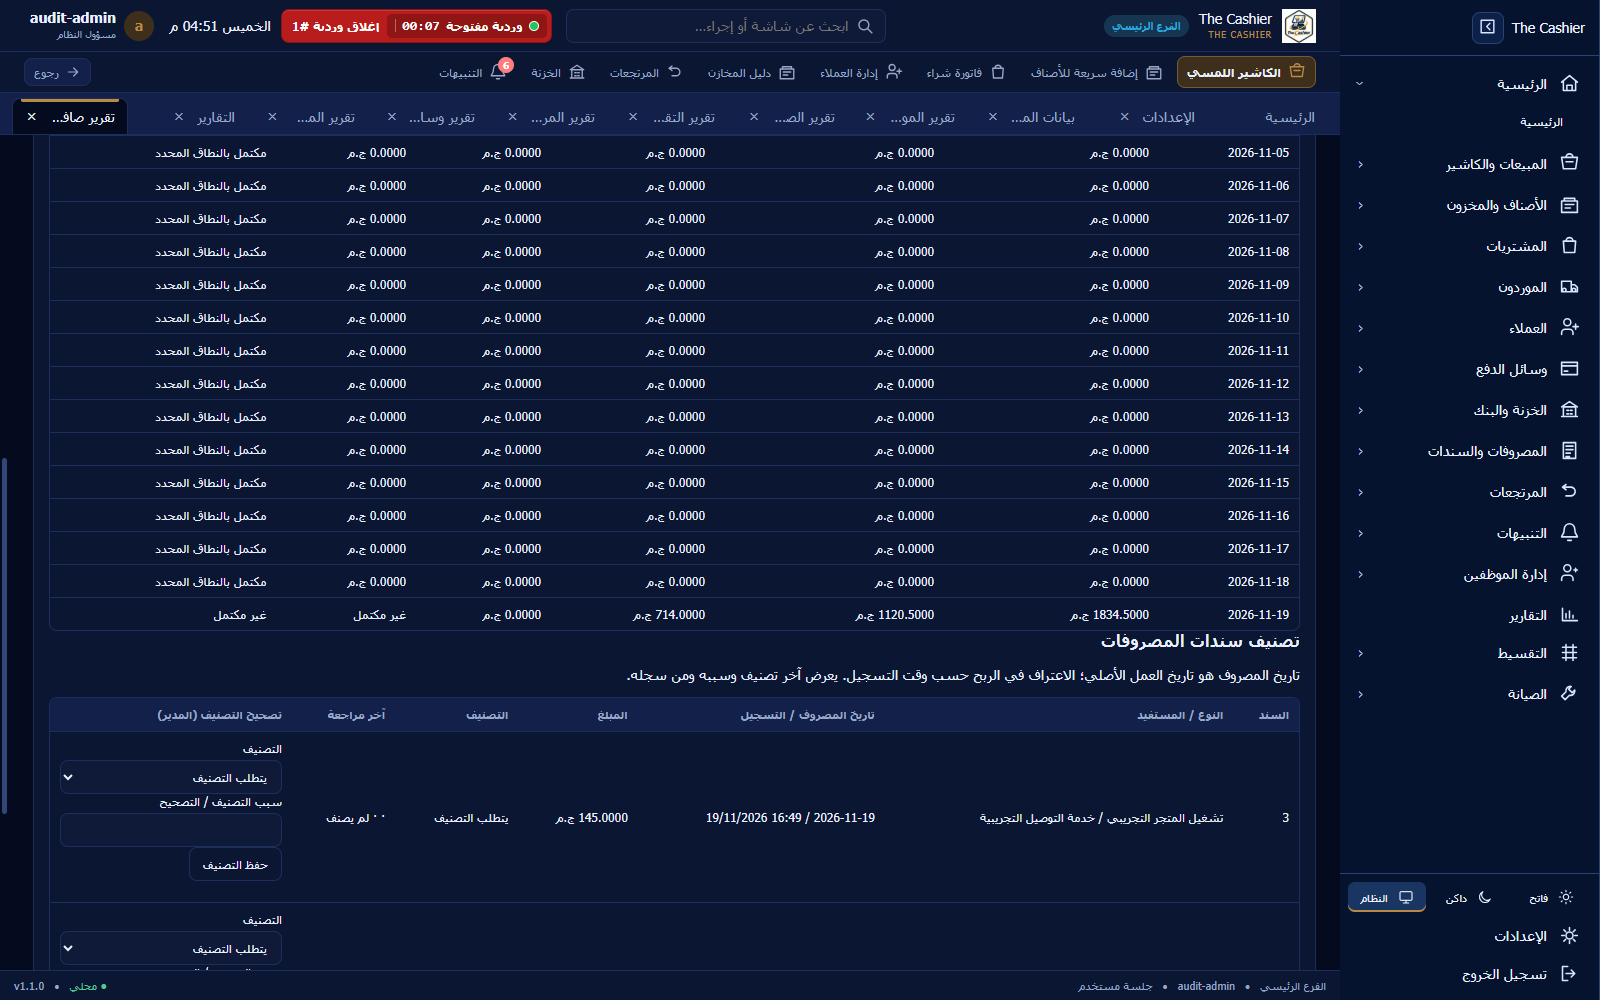 The Cashier
الرئيسية
الرئيسية
المبيعات والكاشير
الأصناف والمخزون
المشتريات
الموردون
العملاء
وسائل الدفع
الخزنة والبنك
المصروفات والسندات
المرتجعات
التنبيهات
إدارة الموظفين
التقارير
التقسيط
الصيانة
فاتح داكن النظام
الإعدادات
تسجيل الخروج
The Cashier
THE CASHIER
الفرع الرئيسي
ابحث عن شاشة أو إجراء...
وردية مفتوحة 00:07 | إغلاق وردية #1
الخميس 04:51 م
a
audit-admin
مسؤول النظام
الكاشير اللمسي
إضافة سريعة للأصناف
فاتورة شراء
إدارة العملاء
دليل المخازن
المرتجعات
الخزنة
التنبيهات 6
رجوع
الرئيسية
الإعدادات ×
بيانات المـ... ×
تقرير المو... ×
تقرير الصـ... ×
تقرير التقـ... ×
تقرير المر... ×
تقرير وسـا... ×
تقرير المـ... ×
التقارير ×
تقرير صافـ... ×
2026-11-05 0.0000 ج.م 0.0000 ج.م 0.0000 ج.م 0.0000 ج.م 0.0000 ج.م مكتمل بالنطاق المحدد
2026-11-06 0.0000 ج.م 0.0000 ج.م 0.0000 ج.م 0.0000 ج.م 0.0000 ج.م مكتمل بالنطاق المحدد
2026-11-07 0.0000 ج.م 0.0000 ج.م 0.0000 ج.م 0.0000 ج.م 0.0000 ج.م مكتمل بالنطاق المحدد
2026-11-08 0.0000 ج.م 0.0000 ج.م 0.0000 ج.م 0.0000 ج.م 0.0000 ج.م مكتمل بالنطاق المحدد
2026-11-09 0.0000 ج.م 0.0000 ج.م 0.0000 ج.م 0.0000 ج.م 0.0000 ج.م مكتمل بالنطاق المحدد
2026-11-10 0.0000 ج.م 0.0000 ج.م 0.0000 ج.م 0.0000 ج.م 0.0000 ج.م مكتمل بالنطاق المحدد
2026-11-11 0.0000 ج.م 0.0000 ج.م 0.0000 ج.م 0.0000 ج.م 0.0000 ج.م مكتمل بالنطاق المحدد
2026-11-12 0.0000 ج.م 0.0000 ج.م 0.0000 ج.م 0.0000 ج.م 0.0000 ج.م مكتمل بالنطاق المحدد
2026-11-13 0.0000 ج.م 0.0000 ج.م 0.0000 ج.م 0.0000 ج.م 0.0000 ج.م مكتمل بالنطاق المحدد
2026-11-14 0.0000 ج.م 0.0000 ج.م 0.0000 ج.م 0.0000 ج.م 0.0000 ج.م مكتمل بالنطاق المحدد
2026-11-15 0.0000 ج.م 0.0000 ج.م 0.0000 ج.م 0.0000 ج.م 0.0000 ج.م مكتمل بالنطاق المحدد
2026-11-16 0.0000 ج.م 0.0000 ج.م 0.0000 ج.م 0.0000 ج.م 0.0000 ج.م مكتمل بالنطاق المحدد
2026-11-17 0.0000 ج.م 0.0000 ج.م 0.0000 ج.م 0.0000 ج.م 0.0000 ج.م مكتمل بالنطاق المحدد
2026-11-18 0.0000 ج.م 0.0000 ج.م 0.0000 ج.م 0.0000 ج.م 0.0000 ج.م مكتمل بالنطاق المحدد
2026-11-19 1834.5000 ج.م 1120.5000 ج.م 714.0000 ج.م 0.0000 ج.م غير مكتمل غير مكتمل
تصنيف سندات المصروفات
تاريخ المصروف هو تاريخ العمل الأصلي؛ الاعتراف في الربح حسب وقت التسجيل. يعرض آخر تصنيف وسببه ومن سجله.
السند النوع / المستفيد تاريخ المصروف / التسجيل المبلغ التصنيف آخر مراجعة تصحيح التصنيف (المدير)
3 تشغيل المتجر التجريبي / خدمة التوصيل التجريبية 2026-11-19 / 19/11/2026 16:49 145.0000 ج.م يتطلب التصنيف · · لم يصنف
التصنيف
يتطلب التصنيف
سبب التصنيف / التصحيح
حفظ التصنيف
التصنيف
يتطلب التصنيف
الفرع الرئيسي • audit-admin • جلسة مستخدم
محلي • v1.1.0